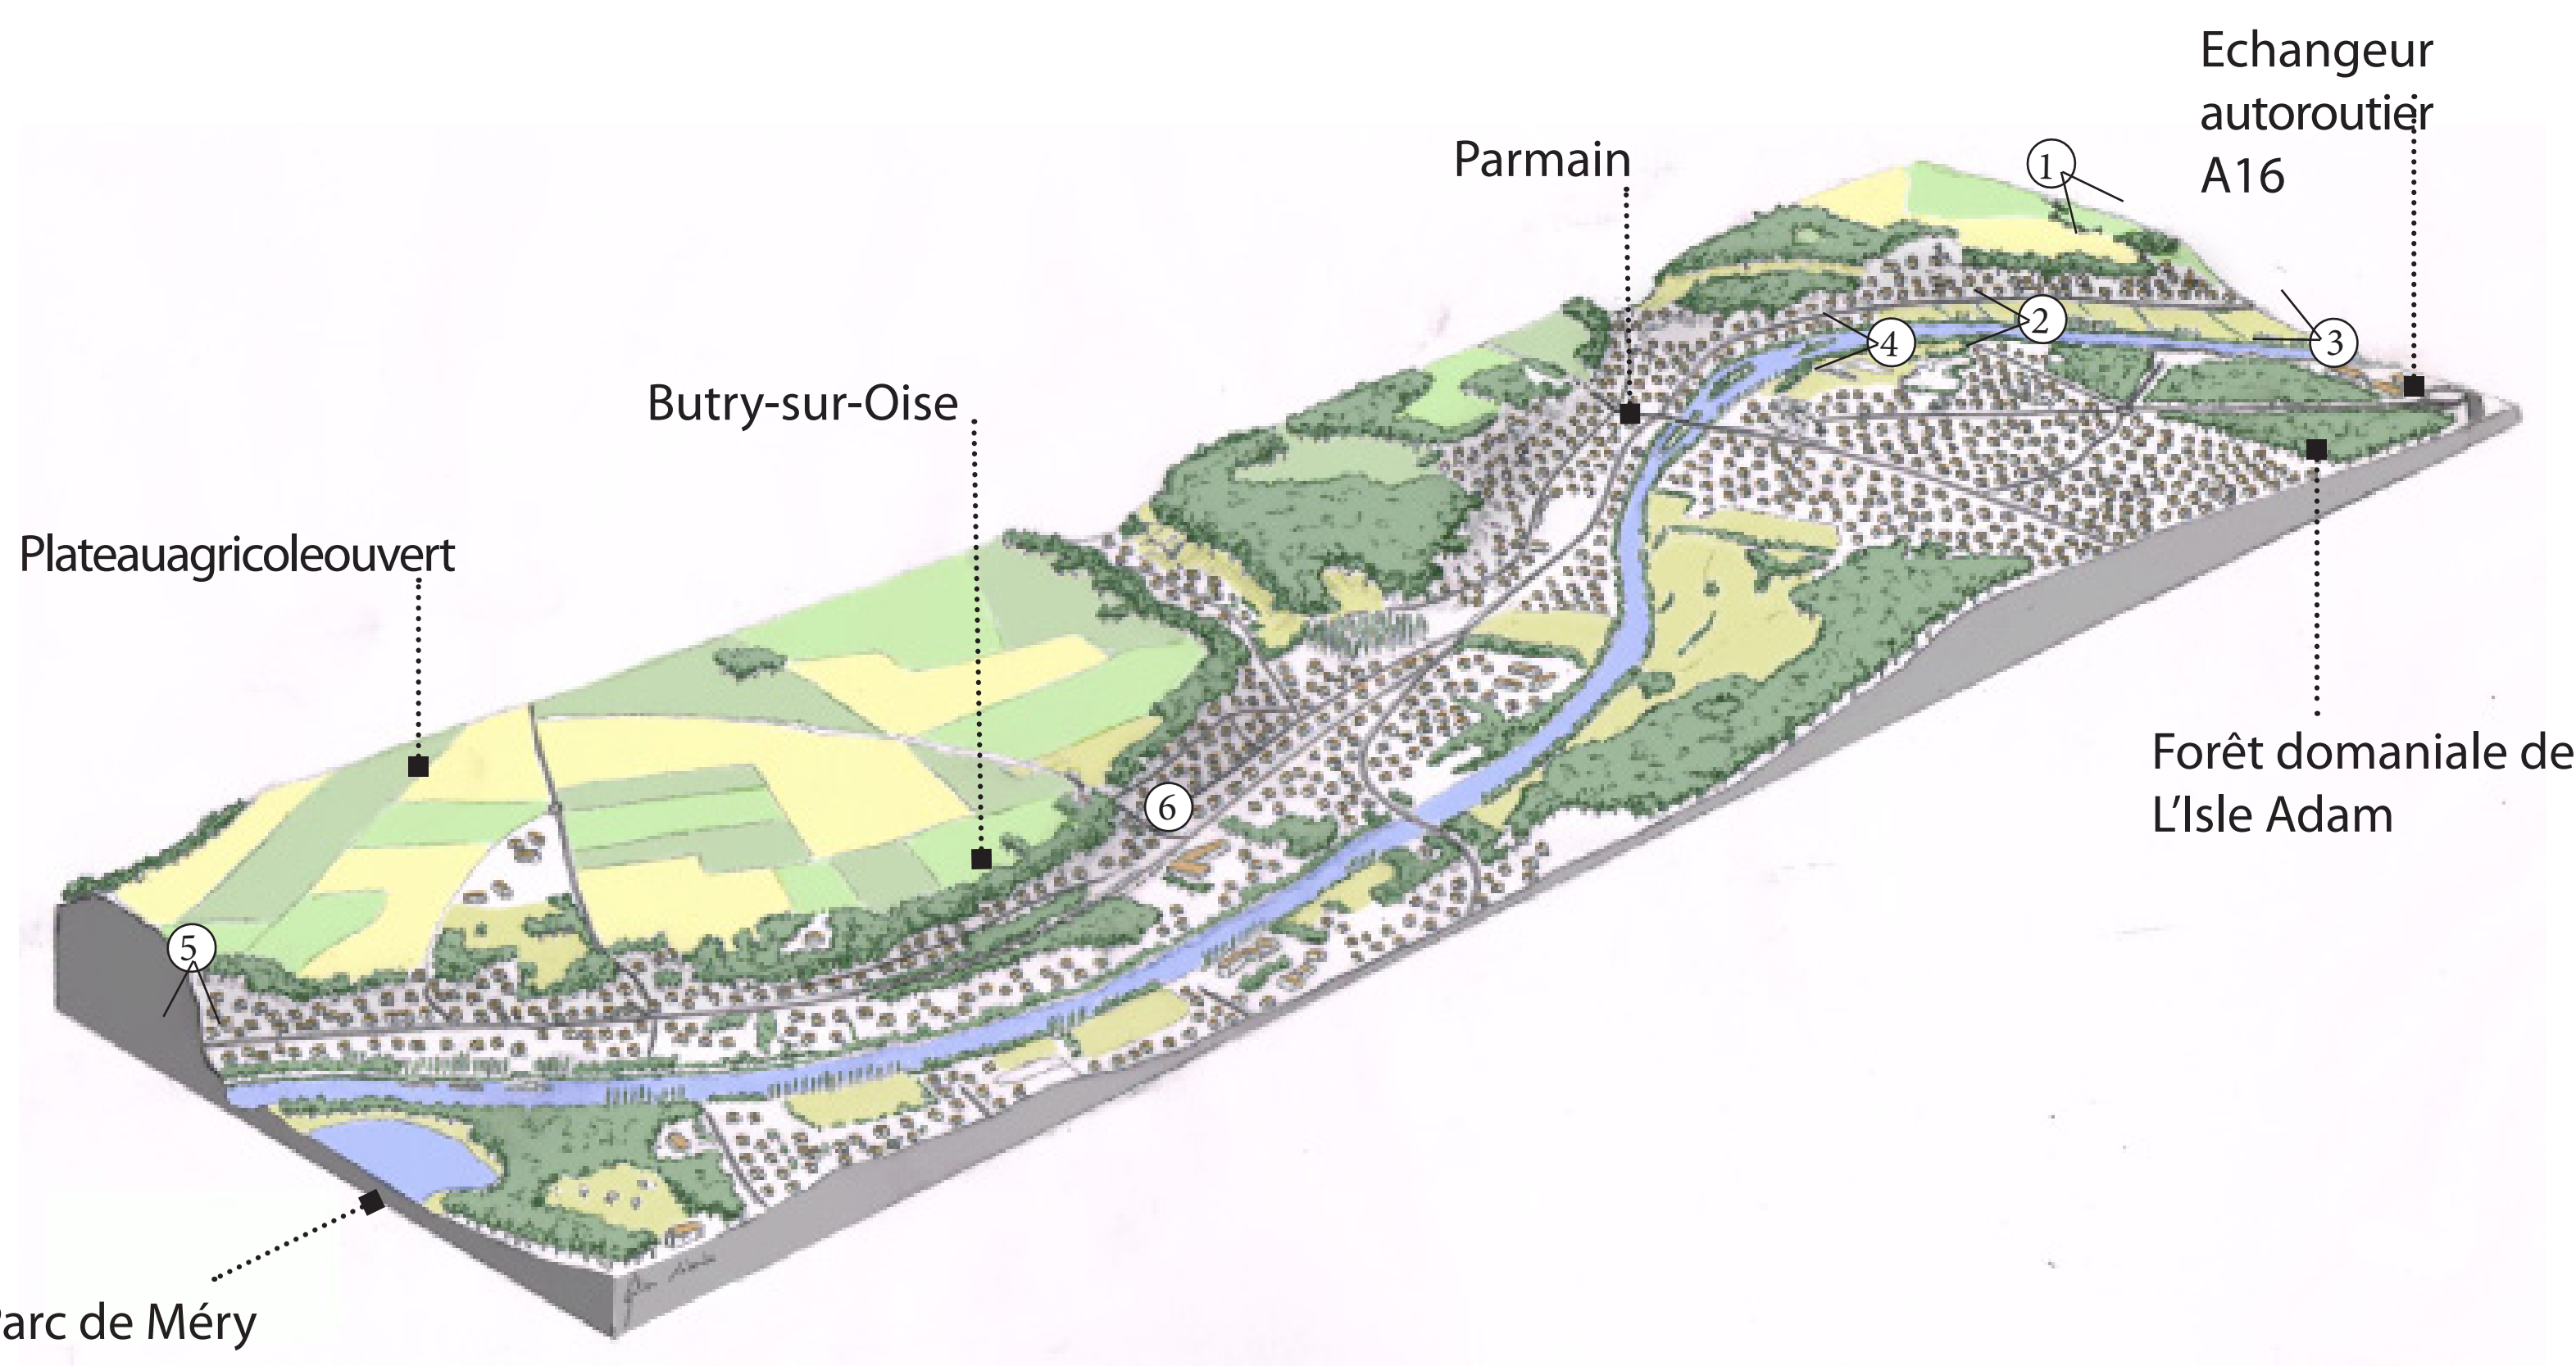 Echangeur
autoroutier
A16
Parmain
1
2
4
3
Butry-sur-Oise
Plateauagricoleouvert
Forêt domaniale de
L'Isle Adam
6
5
Parc de Méry